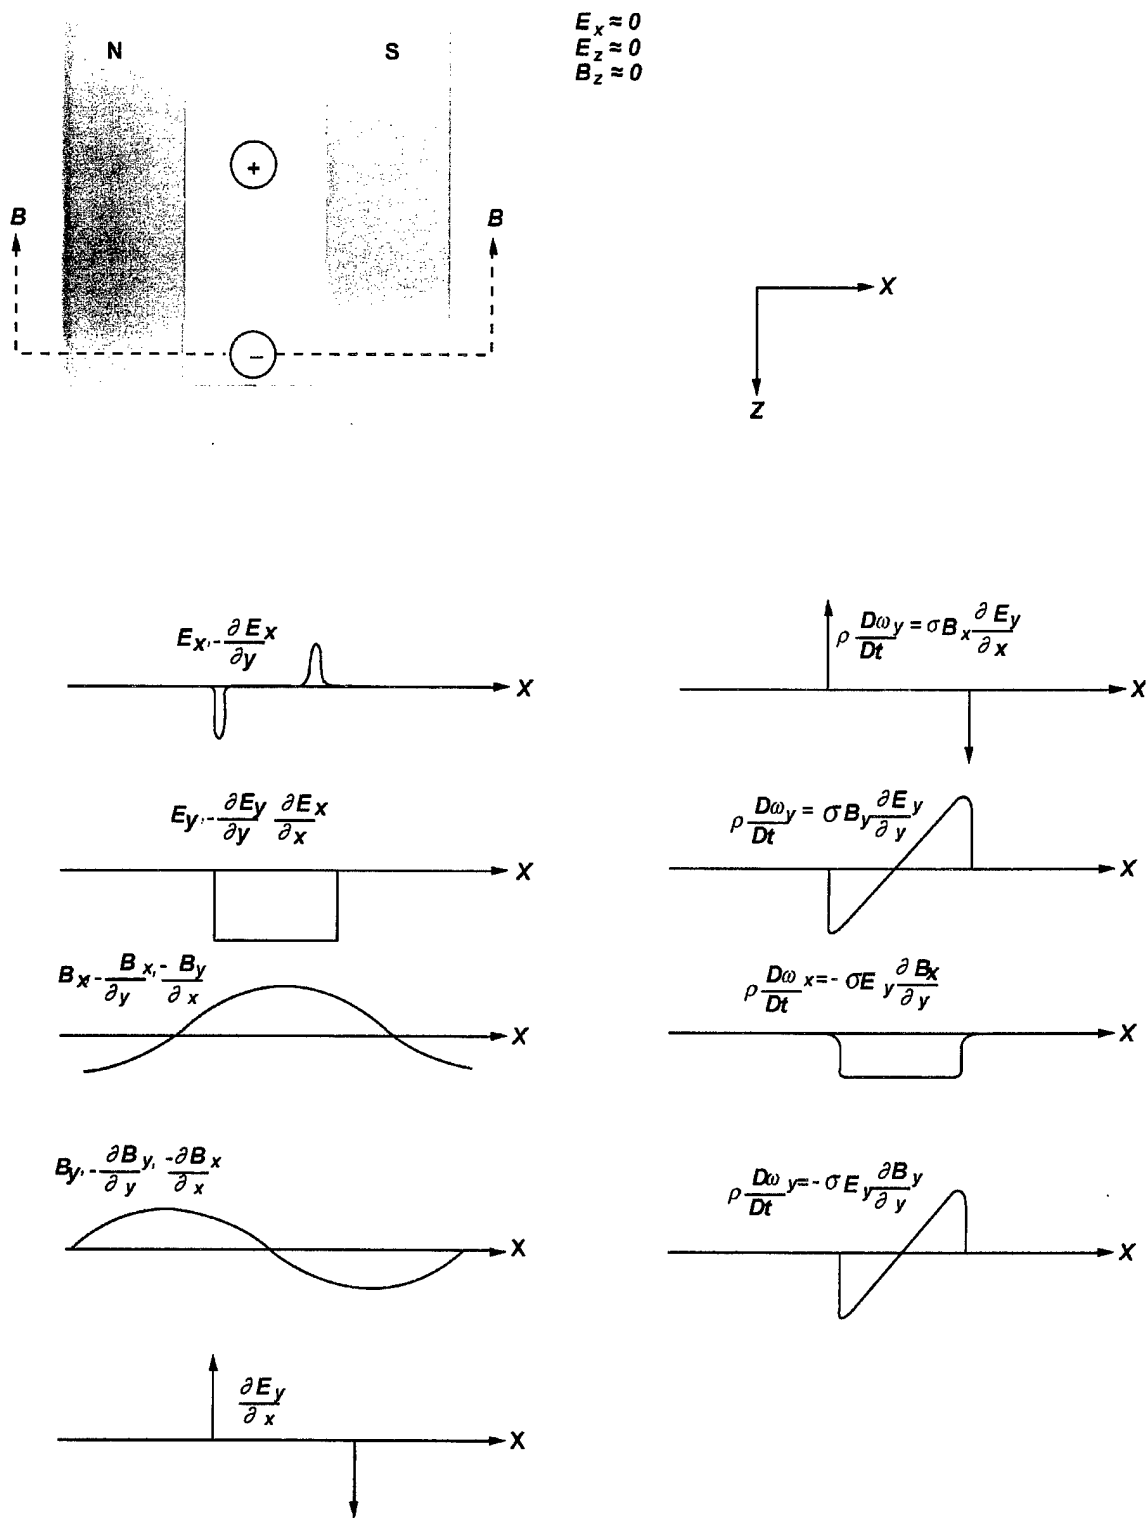 N
S
E_x ≈ 0
E_z ≈ 0
B_z ≈ 0
+
B
B
X
−
Z
E_x, -∂E_x/∂y
X
ρ Dω_y/Dt = σB_x ∂E_y/∂x
X
E_y, -∂E_y/∂y ∂E_x/∂x
X
ρ Dω_y/Dt = σB_y ∂E_y/∂y
X
B_x, -B_x/∂y, -B_y/∂x
X
ρ Dω_x/Dt = -σE_y ∂B_x/∂y
X
B_y, -∂B_y/∂y, -∂B_x/∂x
X
ρ Dω_y/Dt = -σE_y ∂B_y/∂y
X
∂E_y/∂x
X